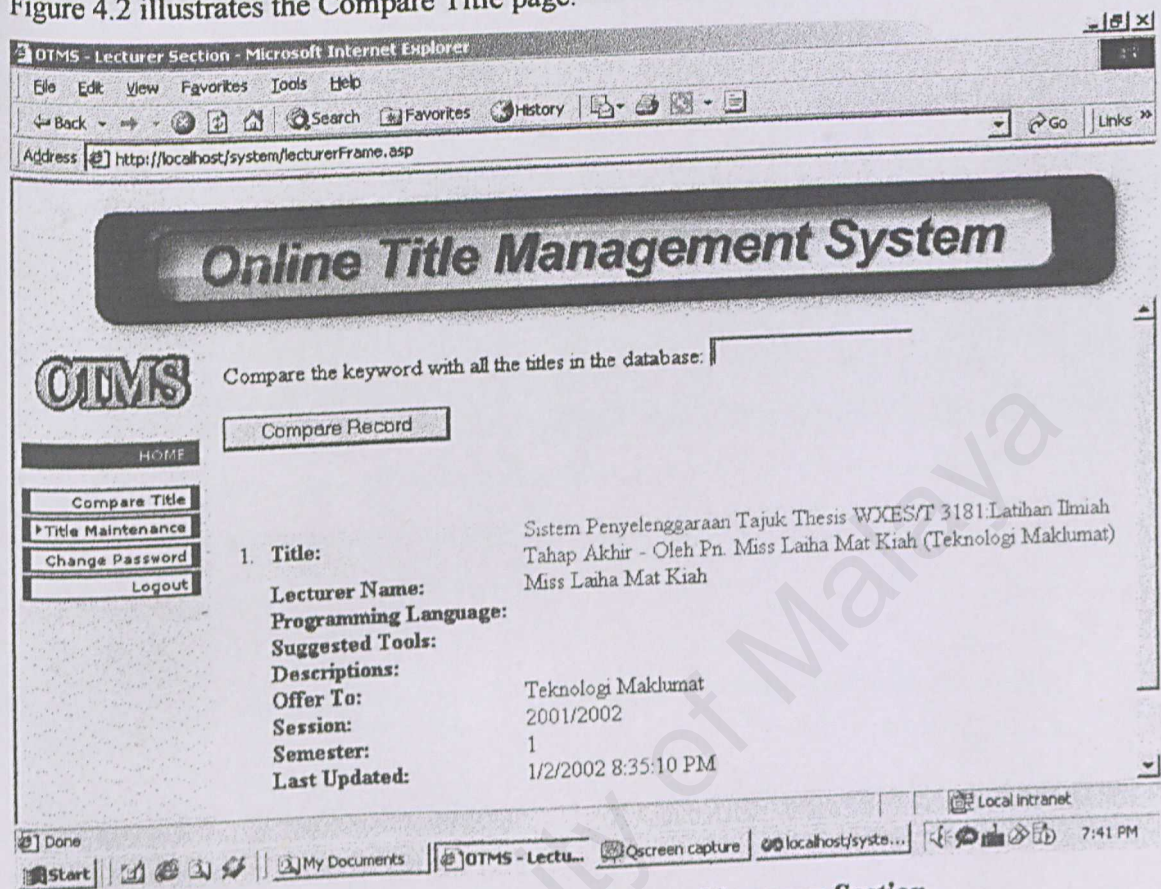 Figure 4.2 illustrates the Compare Title page.
OTMS - Lecturer Section - Microsoft Internet Explorer
File Edit View Favorites Tools Help
Back Search Favorites History
Address http://localhost/system/lecturerFrame.asp Go Links »
Online Title Management System
OTMS
Compare the keyword with all the titles in the database:
Compare Record
HOME
Compare Title
Title Maintenance
Change Password
Logout
1. Title: Sistem Penyelenggaraan Tajuk Thesis WXES/T 3181:Latihan Ilmiah
Tahap Akhir - Oleh Pn. Miss Laiha Mat Kiah (Teknologi Maklumat)
Lecturer Name: Miss Laiha Mat Kiah
Programming Language:
Suggested Tools:
Descriptions:
Offer To: Teknologi Maklumat
Session: 2001/2002
Semester: 1
Last Updated: 1/2/2002 8:35:10 PM
Done Local intranet
Start My Documents OTMS - Lectu... Qscreen capture localhost/syste... 7:41 PM
Section
University of Malaya